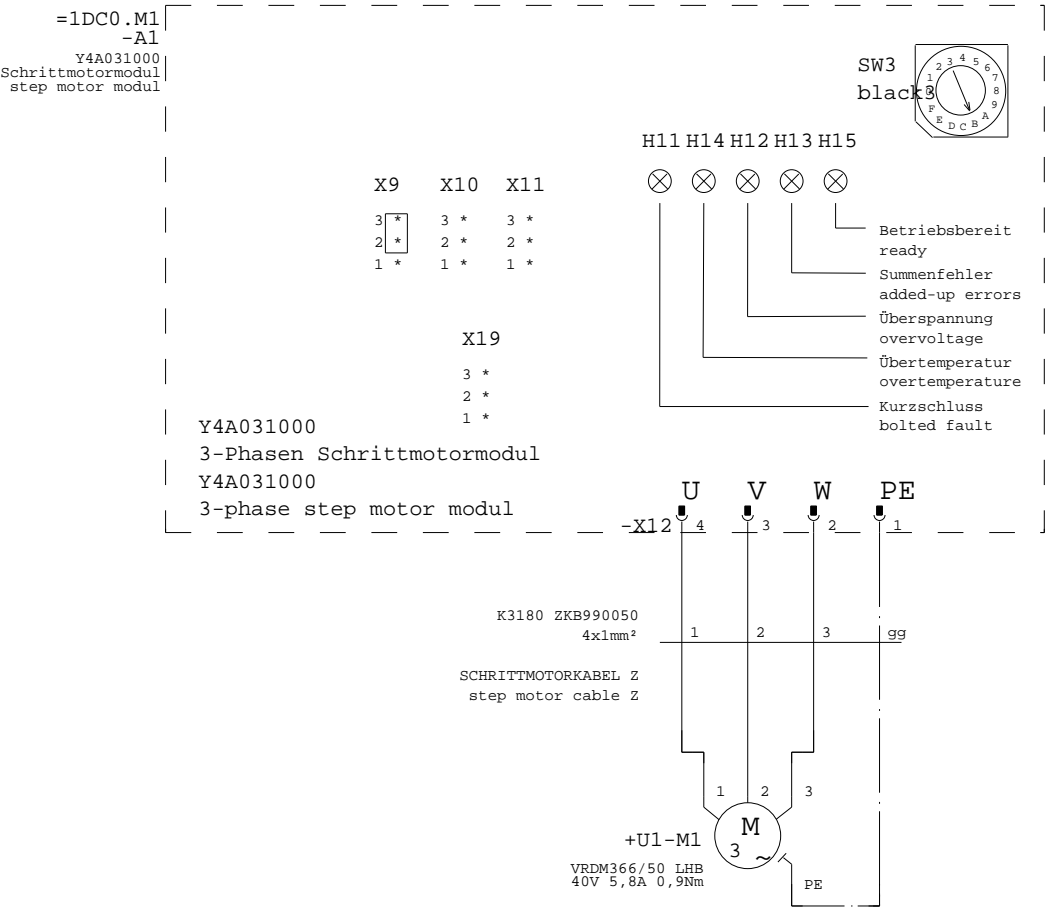 =1DC0.M1
-A1
Y4A031000
Schrittmotormodul
step motor modul
SW3
black3
0 1 2 3 4 5 6 7 8 9 A B C D E F
H11 H14 H12 H13 H15
X9 X10 X11
3 * 3 * 3 *
2 * 2 * 2 *
1 * 1 * 1 *
Betriebsbereit
ready
Summenfehler
added-up errors
Überspannung
overvoltage
Übertemperatur
overtemperature
Kurzschluss
bolted fault
X19
3 *
2 *
1 *
Y4A031000
3-Phasen Schrittmotormodul
Y4A031000
3-phase step motor modul
U V W PE
-X12 4 3 2 1
K3180 ZKB990050
4x1mm²
1 2 3 gg
SCHRITTMOTORKABEL Z
step motor cable Z
1 2 3
M
3 ~
+U1-M1
VRDM366/50 LHB
40V 5,8A 0,9Nm
PE